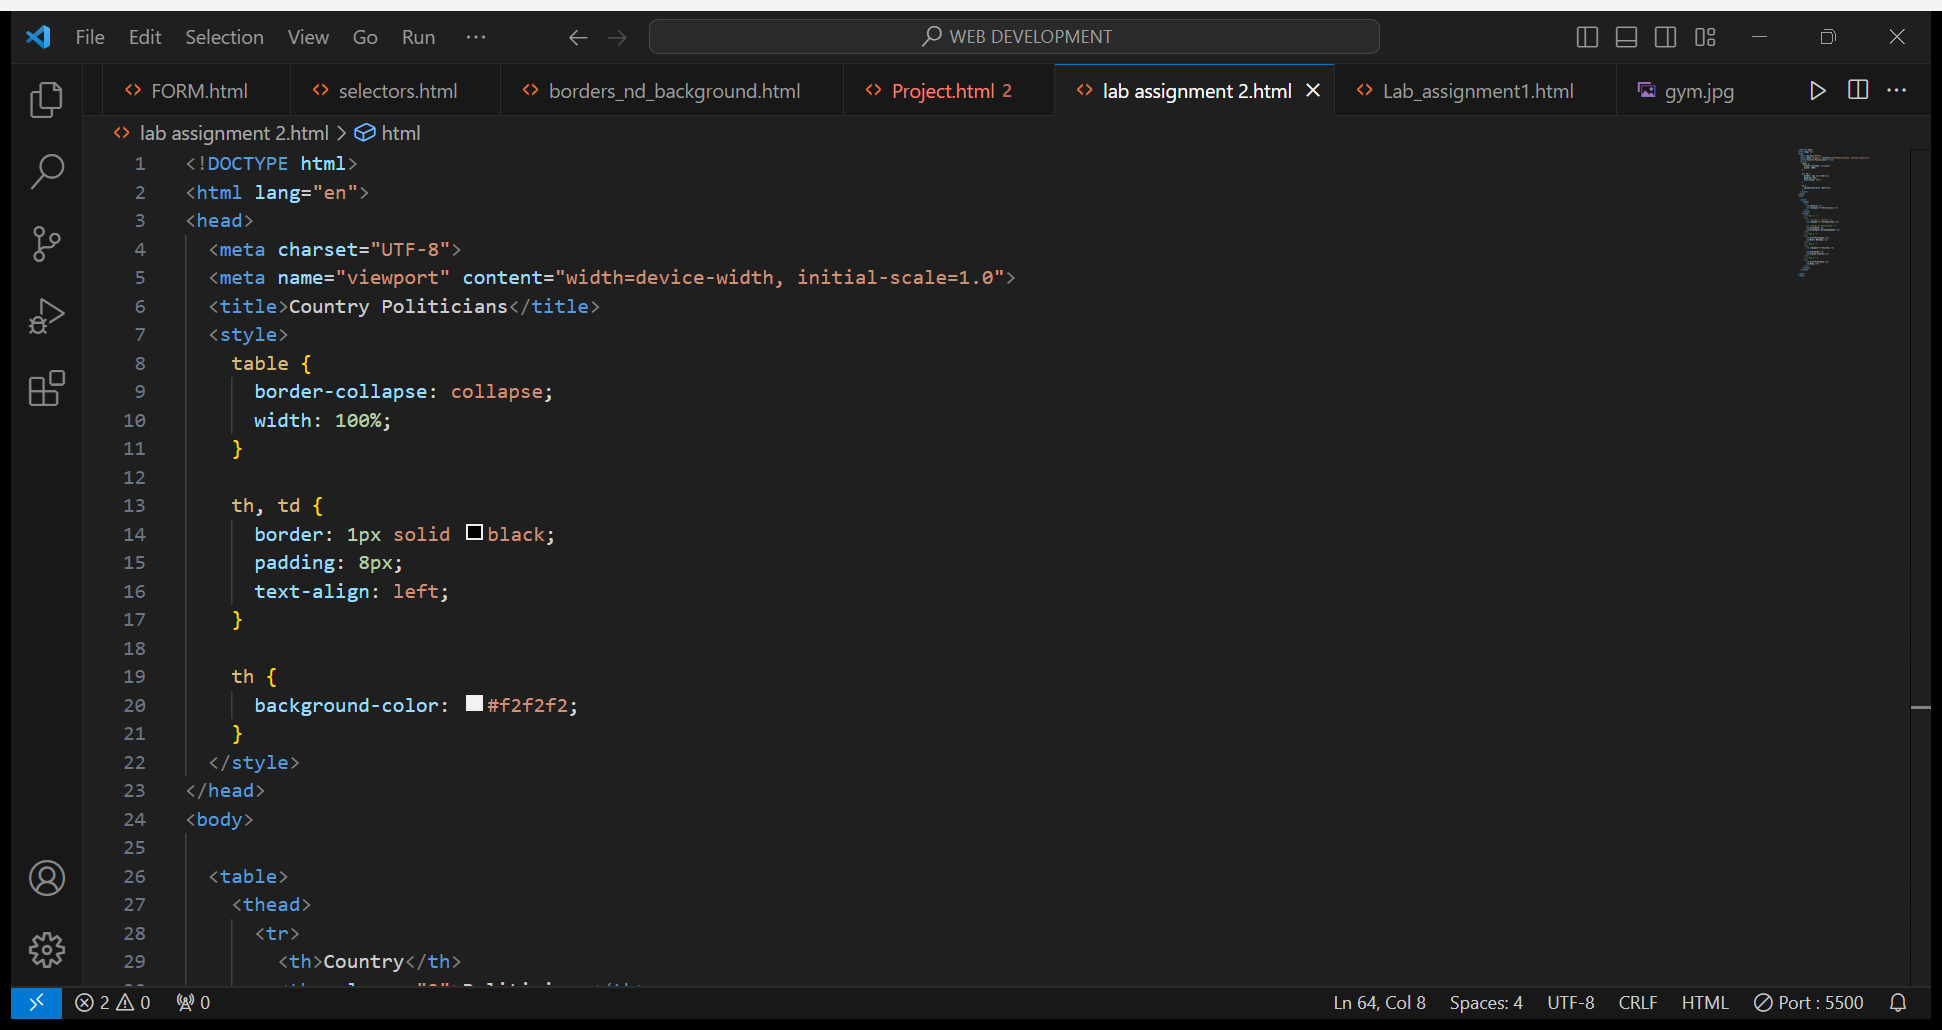 File Edit Selection View Go Run ··· WEB DEVELOPMENT
FORM.html selectors.html borders_nd_background.html Project.html 2 lab assignment 2.html Lab_assignment1.html gym.jpg
lab assignment 2.html > html
1 <!DOCTYPE html>
2 <html lang="en">
3 <head>
4 <meta charset="UTF-8">
5 <meta name="viewport" content="width=device-width, initial-scale=1.0">
6 <title>Country Politicians</title>
7 <style>
8 table {
9 border-collapse: collapse;
10 width: 100%;
11 }
12
13 th, td {
14 border: 1px solid black;
15 padding: 8px;
16 text-align: left;
17 }
18
19 th {
20 background-color: #f2f2f2;
21 }
22 </style>
23 </head>
24 <body>
25
26 <table>
27 <thead>
28 <tr>
29 <th>Country</th>
2 0 0 Ln 64, Col 8 Spaces: 4 UTF-8 CRLF HTML Port : 5500